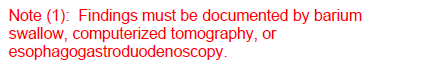 Note (1):  Findings must be documented by barium
swallow, computerized tomography, or
esophagogastroduodenoscopy.